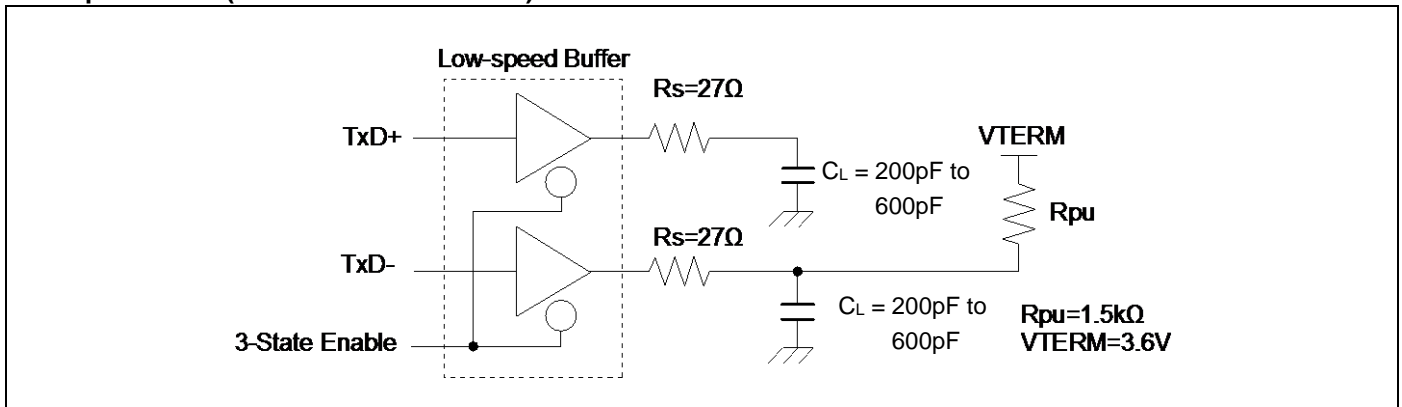 Low-speed Buffer
Rs=27Ω
TxD+
VTERM
CL = 200pF to
600pF
Rpu
Rs=27Ω
TxD-
CL = 200pF to
600pF
Rpu=1.5kΩ
VTERM=3.6V
3-State Enable